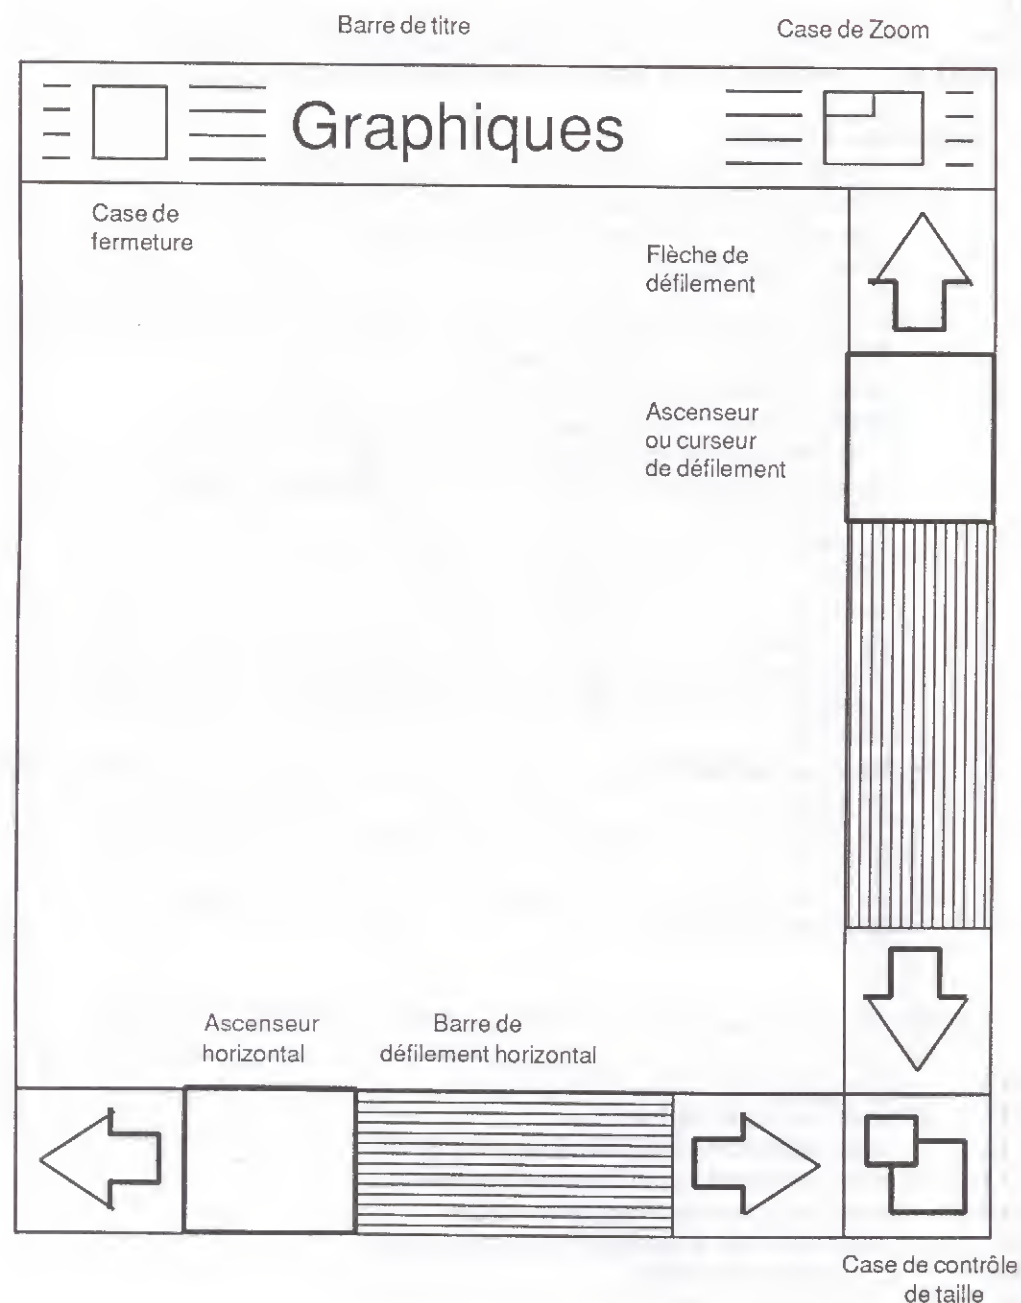 Barre de titre
Case de Zoom
Graphiques
Case de
fermeture
Flèche de
défilement
Ascenseur
ou curseur
de défilement
Ascenseur
horizontal
Barre de
défilement horizontal
Case de contrôle
de taille